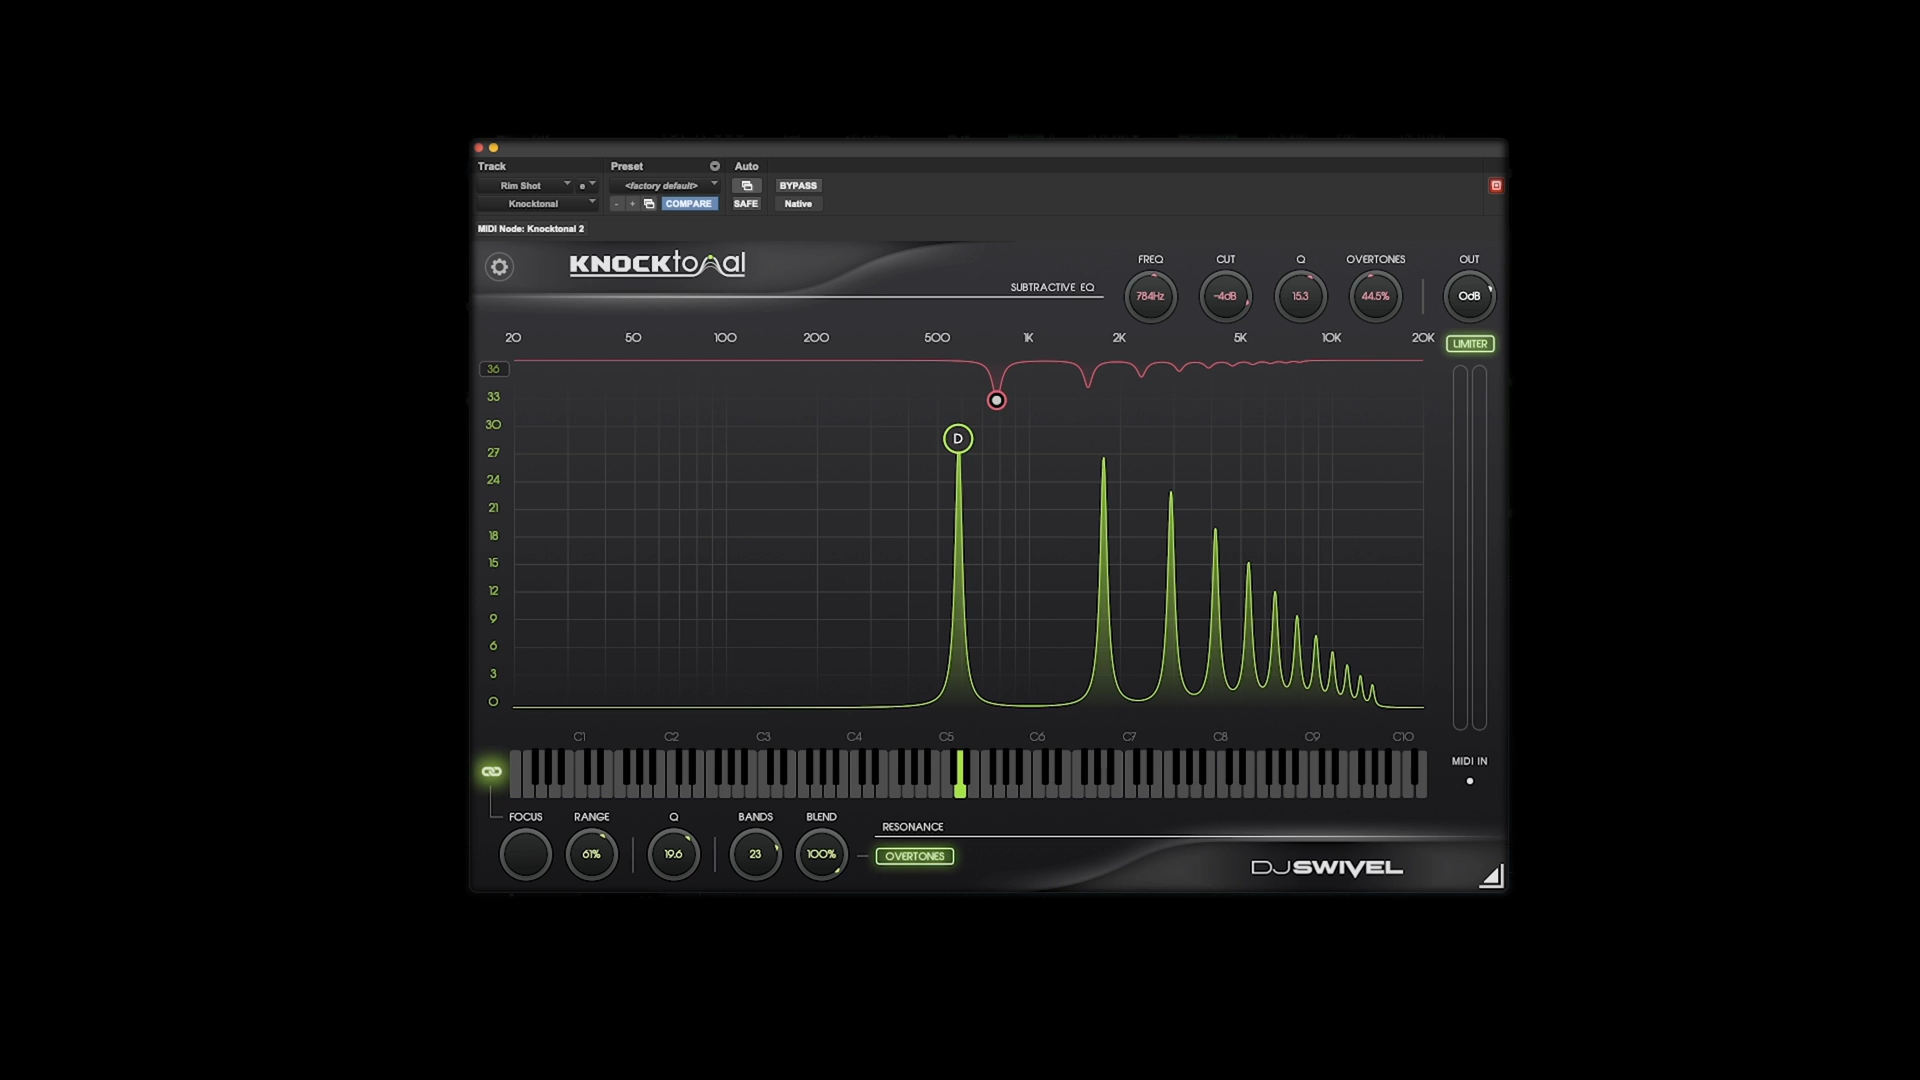 Track Preset Auto
Rim Shot e <factory default> BYPASS
Knocktonal - + COMPARE SAFE Native
MIDI Node: Knocktonal 2
KNOCKtonal
SUBTRACTIVE EQ
FREQ CUT Q OVERTONES OUT
784Hz -4dB 15.3 44.5% 0dB
20 50 100 200 500 1K 2K 5K 10K 20K
LIMITER
36
33
30
D
27
24
21
18
15
12
9
6
3
0
C1 C2 C3 C4 C5 C6 C7 C8 C9 C10
MIDI IN
FOCUS RANGE Q BANDS BLEND
61% 19.6 23 100%
RESONANCE
OVERTONES
DJSWIVEL